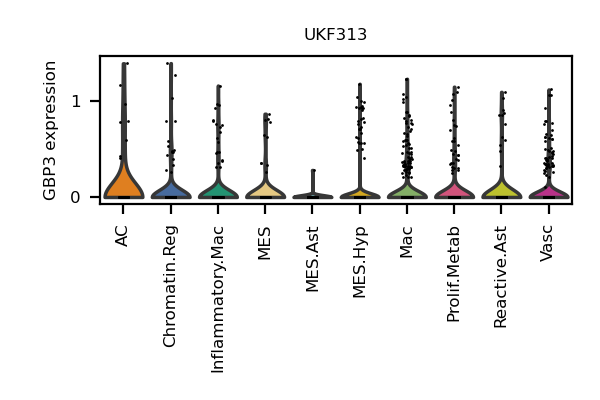 UKF313
GBP3 expression
1
0
AC
Chromatin.Reg
Inflammatory.Mac
MES
MES.Ast
MES.Hyp
Mac
Prolif.Metab
Reactive.Ast
Vasc